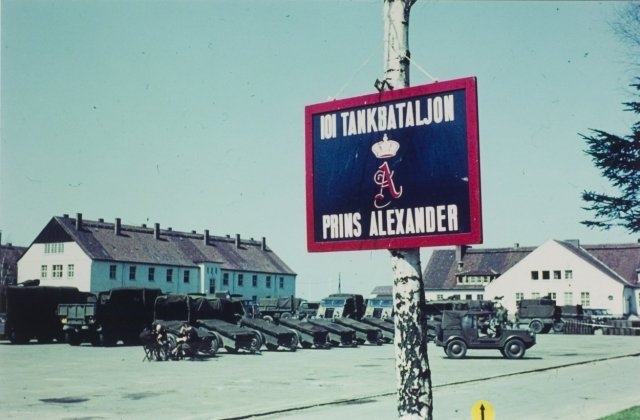 101 TANKBATALJON
A
PRINS ALEXANDER